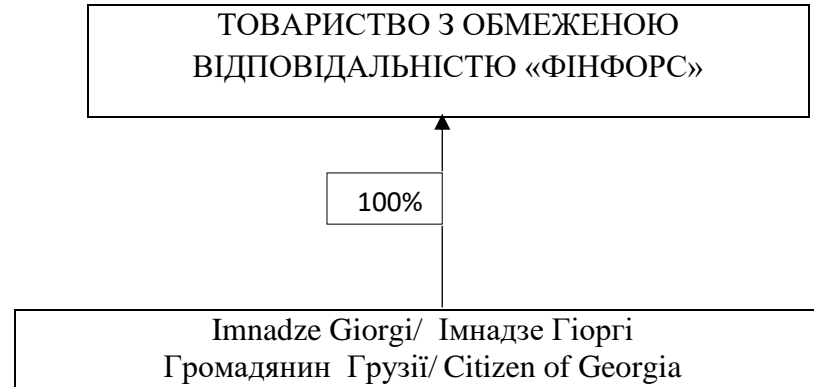 ТОВАРИСТВО З ОБМЕЖЕНОЮ
ВІДПОВІДАЛЬНІСТЮ «ФІНФОРС»
100%
Imnadze Giorgi/ Імнадзе Гіоргі
Громадянин Грузії/ Citizen of Georgia